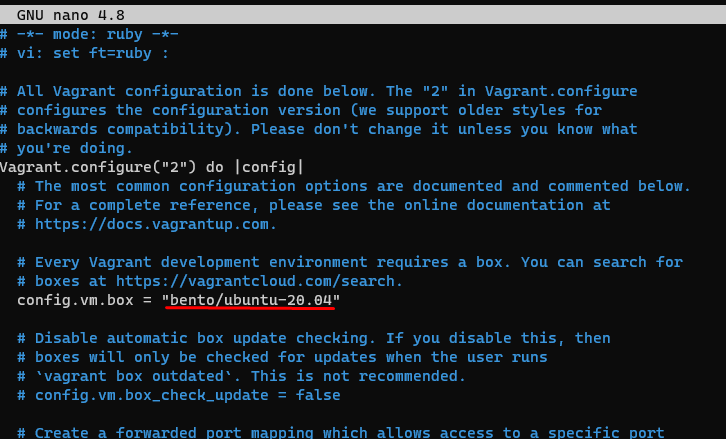 GNU nano 4.8
# -*- mode: ruby -*-
# vi: set ft=ruby :
# All Vagrant configuration is done below. The "2" in Vagrant.configure
# configures the configuration version (we support older styles for
# backwards compatibility). Please don't change it unless you know what
# you're doing.
Vagrant.configure("2") do |config|
# The most common configuration options are documented and commented below.
# For a complete reference, please see the online documentation at
# https://docs.vagrantup.com.
# Every Vagrant development environment requires a box. You can search for
# boxes at https://vagrantcloud.com/search.
config.vm.box = "bento/ubuntu-20.04"
# Disable automatic box update checking. If you disable this, then
# boxes will only be checked for updates when the user runs
# `vagrant box outdated`. This is not recommended.
# config.vm.box_check_update = false
# Create a forwarded port mapping which allows access to a specific port